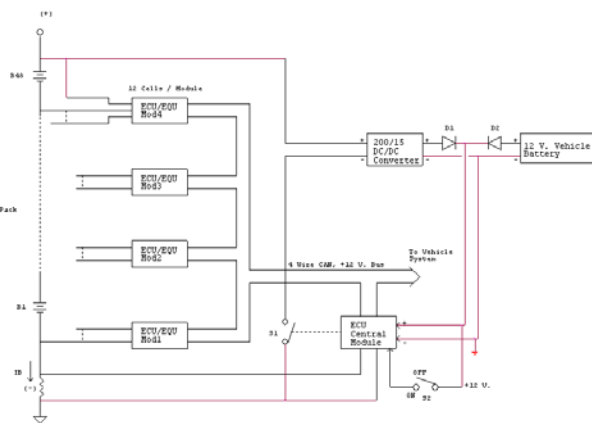 (+)
B48
12 Cells / Module
ECU/EQU
Mod4
ECU/EQU
Mod3
Pack
ECU/EQU
Mod2
B1
ECU/EQU
Mod1
IB
(-)
200/15
DC/DC
Converter
+
-
+
-
D1
D2
+
-
12 V. Vehicle
Battery
To Vehicle
System
4 Wire CAN, +12 V. Bus
S1
ECU
Central
Module
+
-
OFF
ON
S2
+12 V.